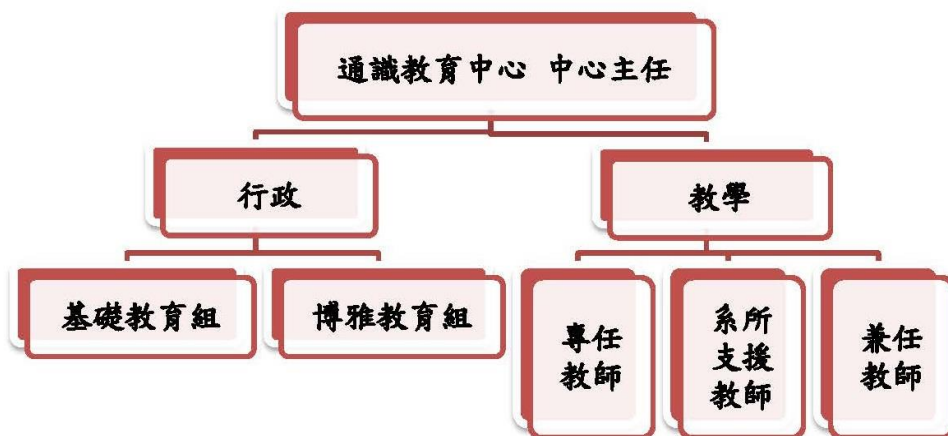 通識教育中心 中心主任
行政
教學
基礎教育組
博雅教育組
專任
教師
系所
支援
教師
兼任
教師